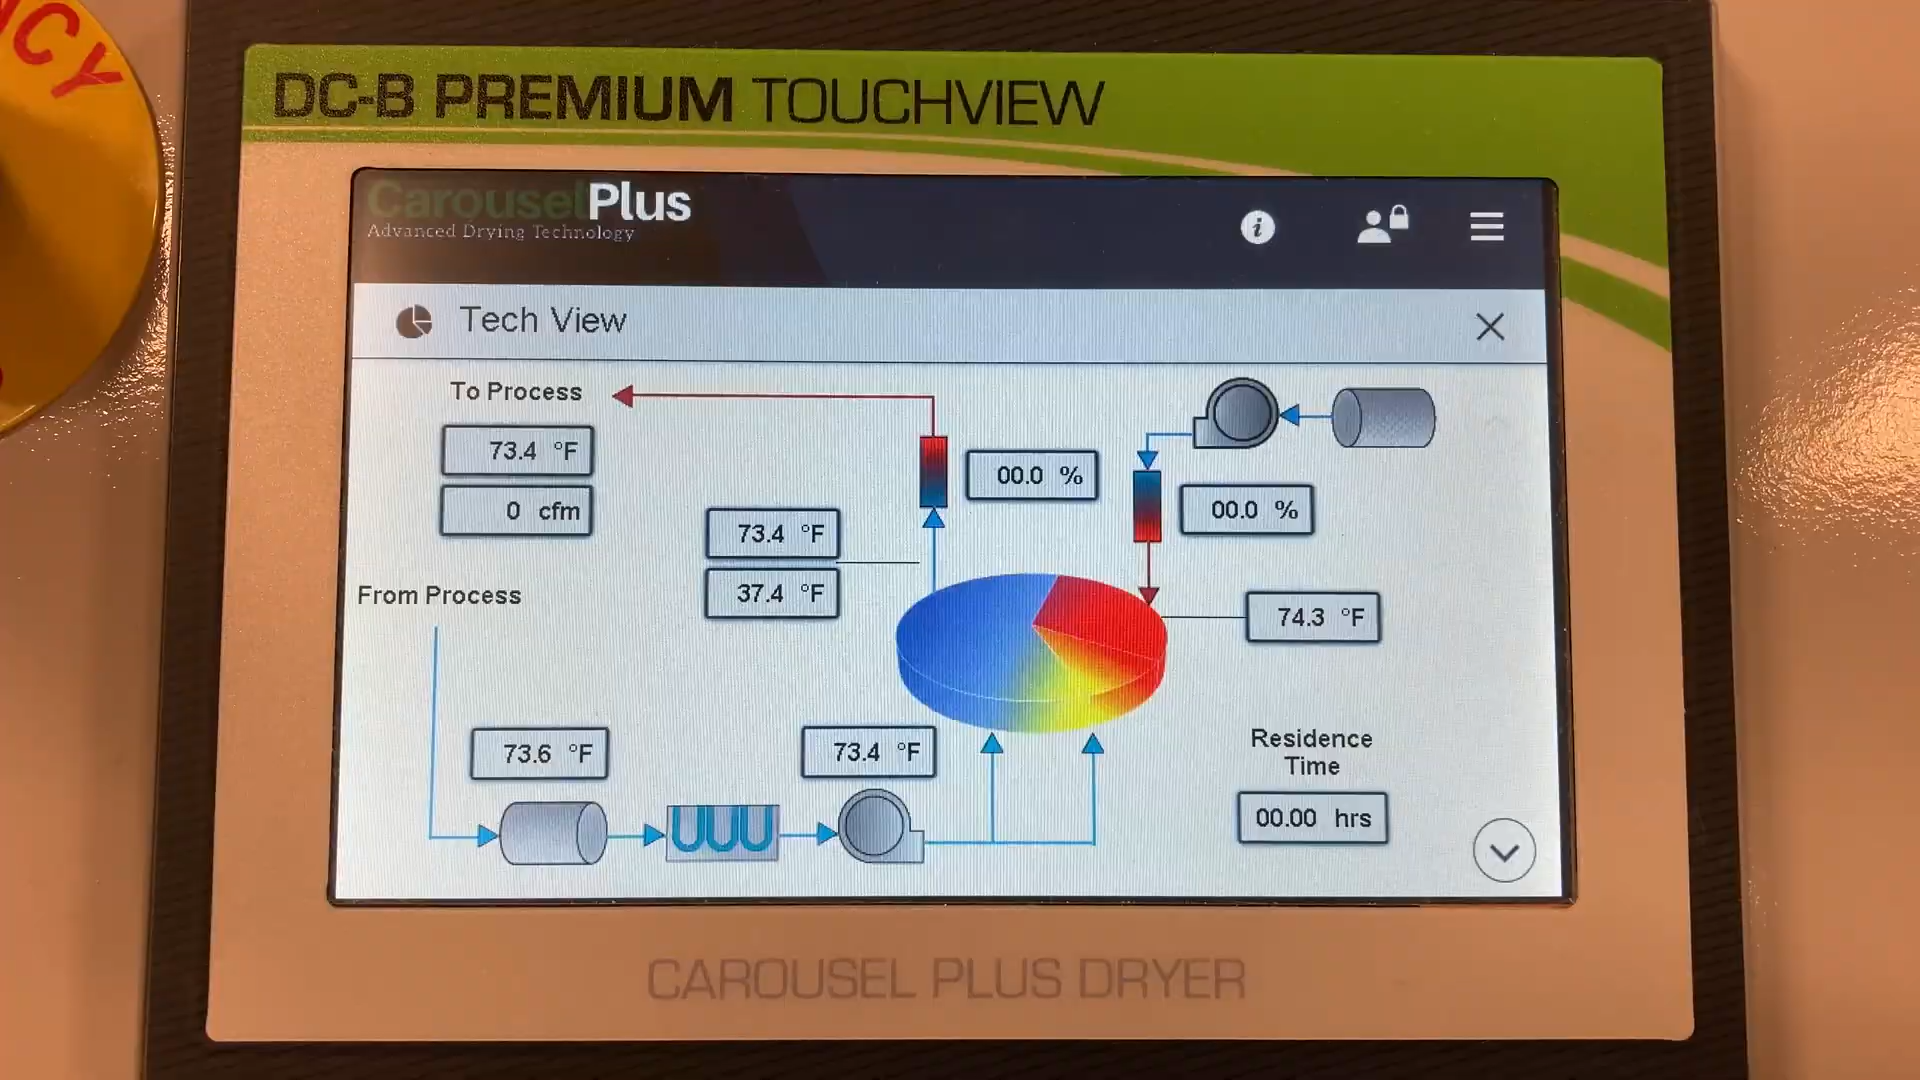 NCY
DC-B PREMIUM TOUCHVIEW
CarouselPlus
Advanced Drying Technology
Tech View
To Process
73.4 °F
0 cfm
00.0 %
00.0 %
73.4 °F
37.4 °F
From Process
74.3 °F
73.6 °F
73.4 °F
Residence
Time
00.00 hrs
CAROUSEL PLUS DRYER